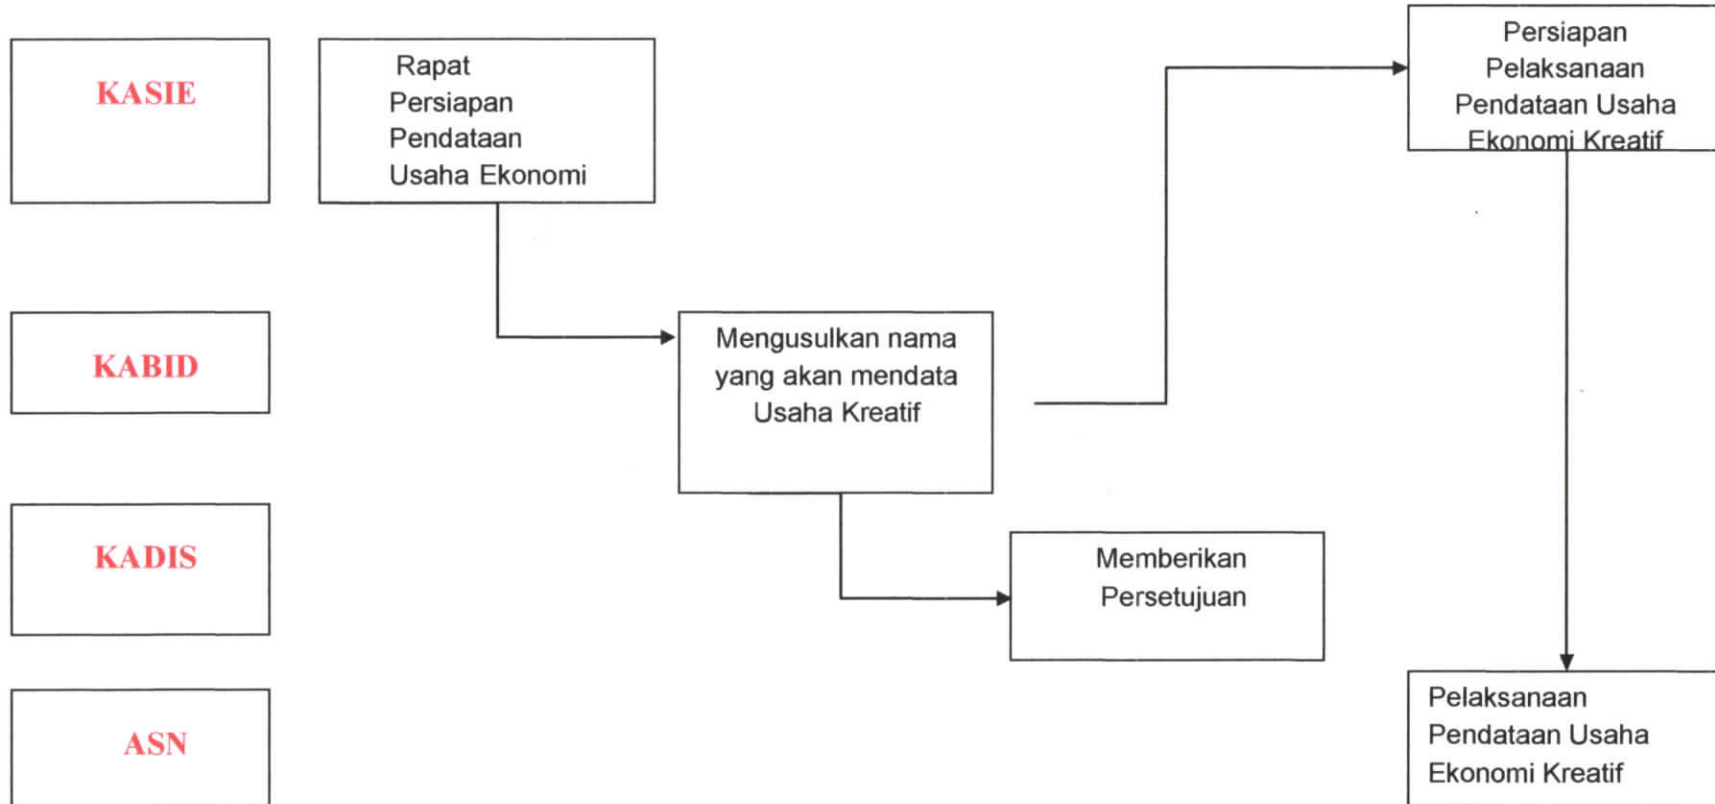 KASIE
Rapat
Persiapan
Pendataan
Usaha Ekonomi
Persiapan
Pelaksanaan
Pendataan Usaha
Ekonomi Kreatif
KABID
Mengusulkan nama
yang akan mendata
Usaha Kreatif
KADIS
Memberikan
Persetujuan
ASN
Pelaksanaan
Pendataan Usaha
Ekonomi Kreatif